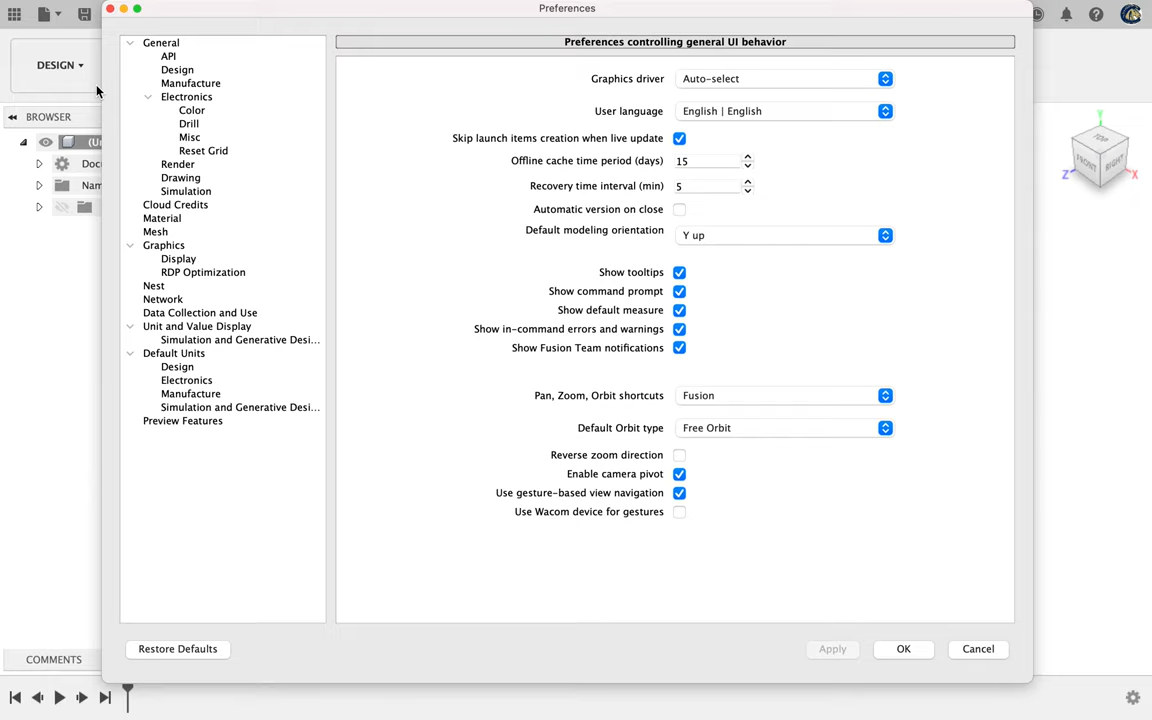 Preferences
DESIGN
BROWSER
(U
Doc
Nam
COMMENTS
General
API
Design
Manufacture
Electronics
Color
Drill
Misc
Reset Grid
Render
Drawing
Simulation
Cloud Credits
Material
Mesh
Graphics
Display
RDP Optimization
Nest
Network
Data Collection and Use
Unit and Value Display
Simulation and Generative Desi...
Default Units
Design
Electronics
Manufacture
Simulation and Generative Desi...
Preview Features
Preferences controlling general UI behavior
Graphics driver Auto-select
User language English | English
Skip launch items creation when live update
Offline cache time period (days) 15
Recovery time interval (min) 5
Automatic version on close
Default modeling orientation Y up
Show tooltips
Show command prompt
Show default measure
Show in-command errors and warnings
Show Fusion Team notifications
Pan, Zoom, Orbit shortcuts Fusion
Default Orbit type Free Orbit
Reverse zoom direction
Enable camera pivot
Use gesture-based view navigation
Use Wacom device for gestures
Restore Defaults Apply OK Cancel
Y
TOP
FRONT RIGHT
Z X